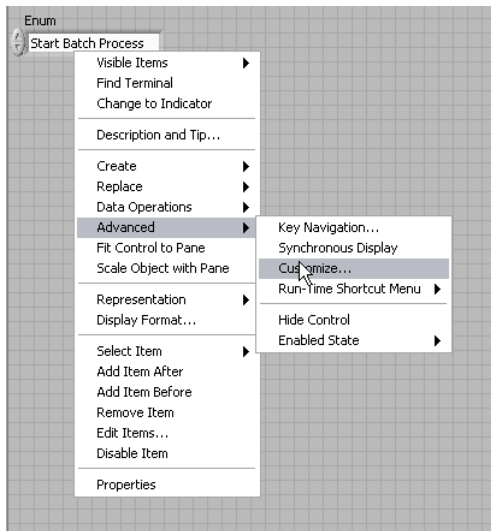 Enum
Start Batch Process
Visible Items
Find Terminal
Change to Indicator
Description and Tip...
Create
Replace
Data Operations
Advanced
Fit Control to Pane
Scale Object with Pane
Representation
Display Format...
Select Item
Add Item After
Add Item Before
Remove Item
Edit Items...
Disable Item
Properties
Key Navigation...
Synchronous Display
Customize...
Run-Time Shortcut Menu
Hide Control
Enabled State